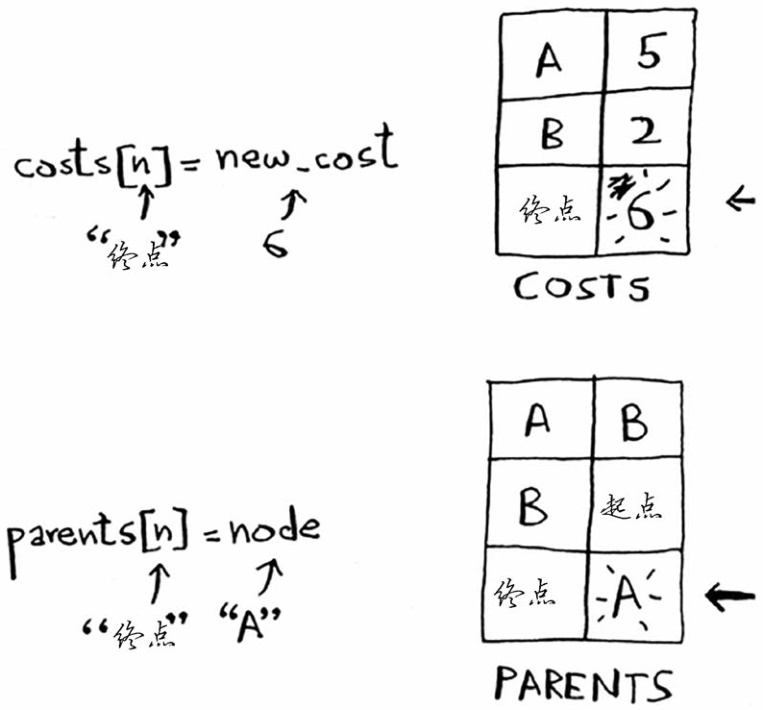 costs[n] = new_cost
“终点” 6
A 5
B 2
终点 6
COSTS
parents[n] = node
“终点” “A”
A B
B 起点
终点 A
PARENTS